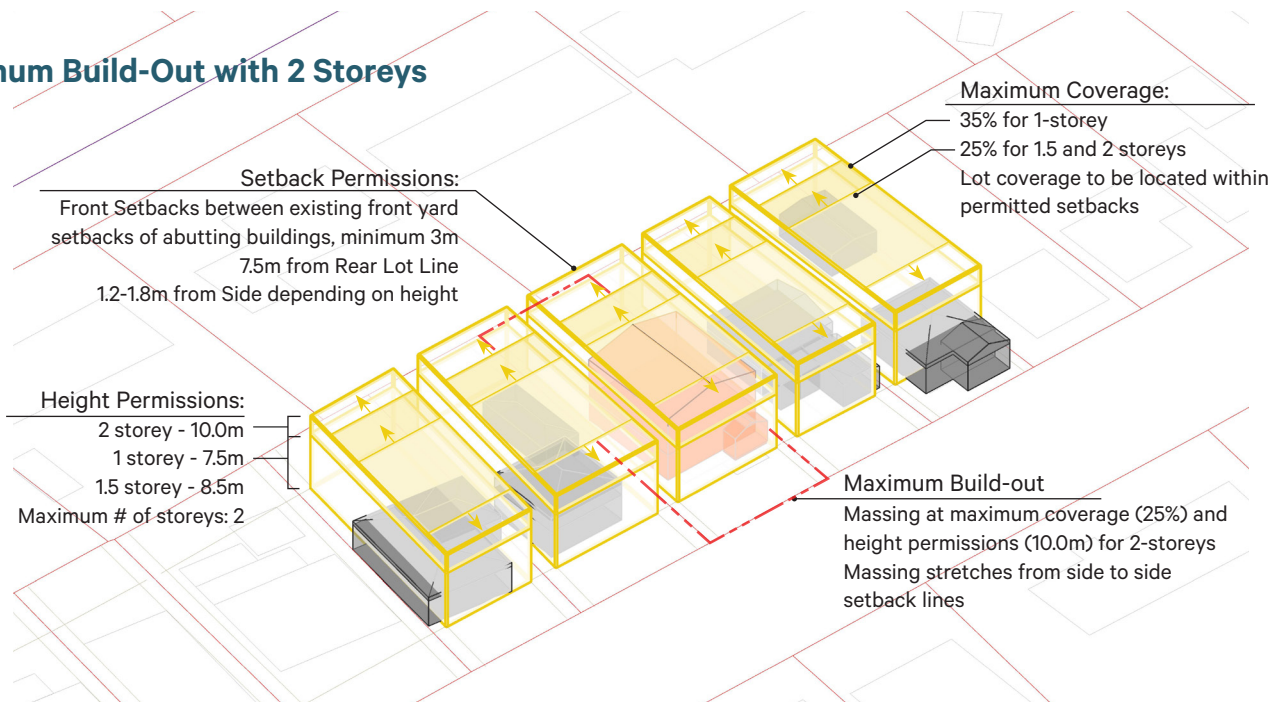 num Build-Out with 2 Storeys
Maximum Coverage:
35% for 1-storey
25% for 1.5 and 2 storeys
Lot coverage to be located within
permitted setbacks
Setback Permissions:
Front Setbacks between existing front yard
setbacks of abutting buildings, minimum 3m
7.5m from Rear Lot Line
1.2-1.8m from Side depending on height
Height Permissions:
2 storey - 10.0m
1 storey - 7.5m
1.5 storey - 8.5m
Maximum # of storeys: 2
Maximum Build-out
Massing at maximum coverage (25%) and
height permissions (10.0m) for 2-storeys
Massing stretches from side to side
setback lines